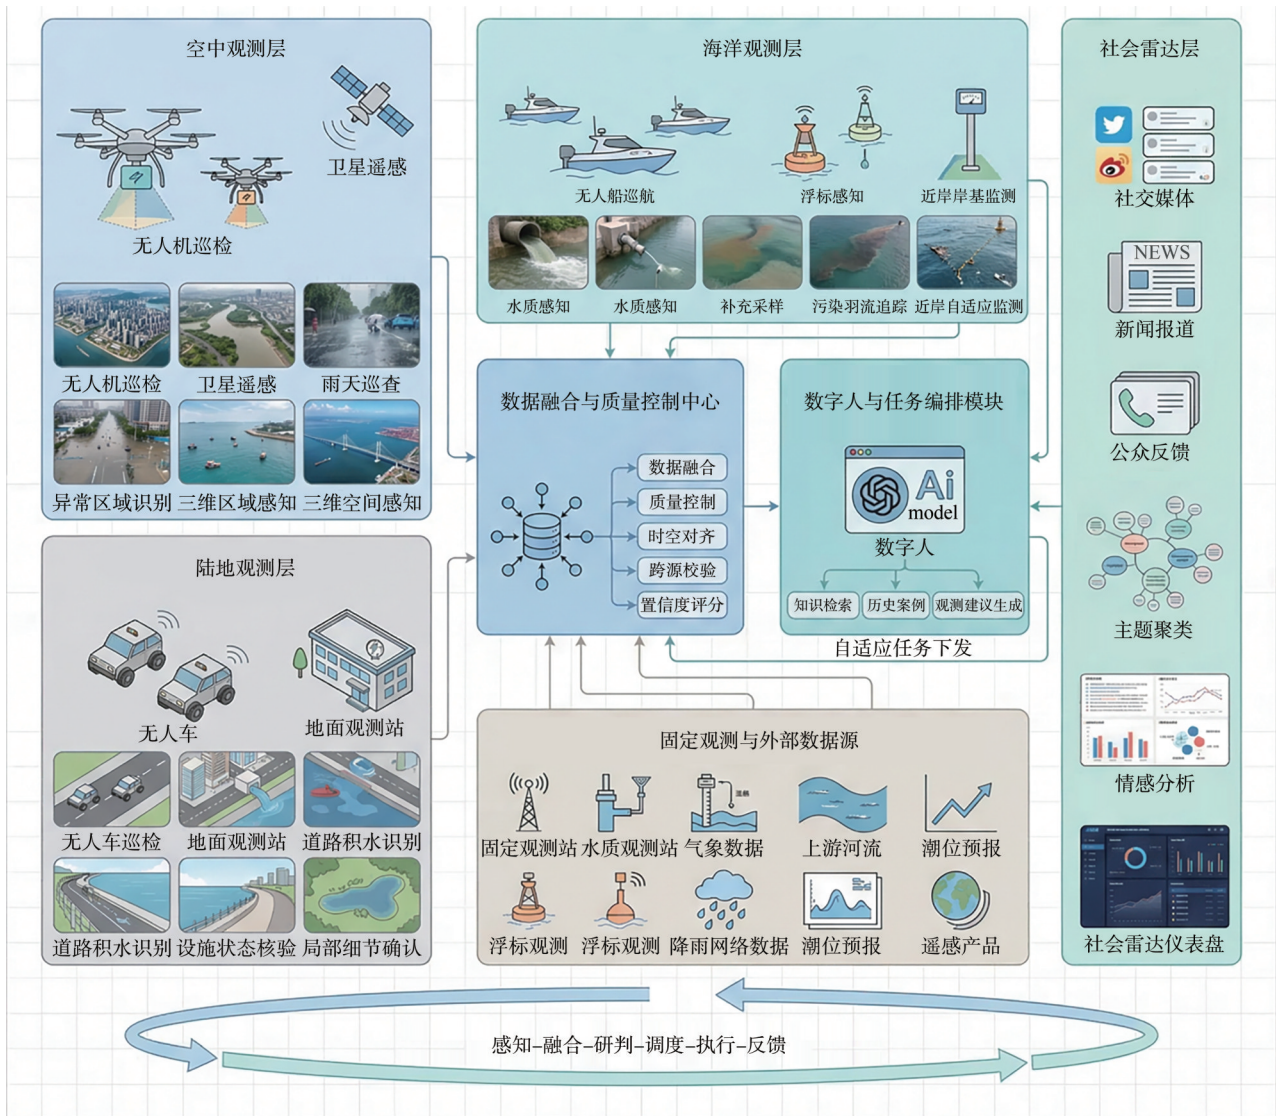 空中观测层
卫星遥感
无人机巡检
无人机巡检 卫星遥感 雨天巡查
异常区域识别 三维区域感知 三维空间感知
陆地观测层
无人车
地面观测站
无人车巡检 地面观测站 道路积水识别
道路积水识别 设施状态核验 局部细节确认
海洋观测层
无人船巡航 浮标感知 近岸岸基监测
水质感知 水质感知 补充采样 污染羽流追踪 近岸自适应监测
数据融合与质量控制中心
数据融合
质量控制
时空对齐
跨源校验
置信度评分
数字人与任务编排模块
Ai
model
数字人
知识检索 历史案例 观测建议生成
自适应任务下发
固定观测与外部数据源
固定观测站 水质观测站 气象数据 上游河流 潮位预报
浮标观测 浮标观测 降雨网络数据 潮位预报 遥感产品
社会雷达层
社交媒体
NEWS
新闻报道
公众反馈
主题聚类
情感分析
社会雷达仪表盘
感知–融合–研判–调度–执行–反馈